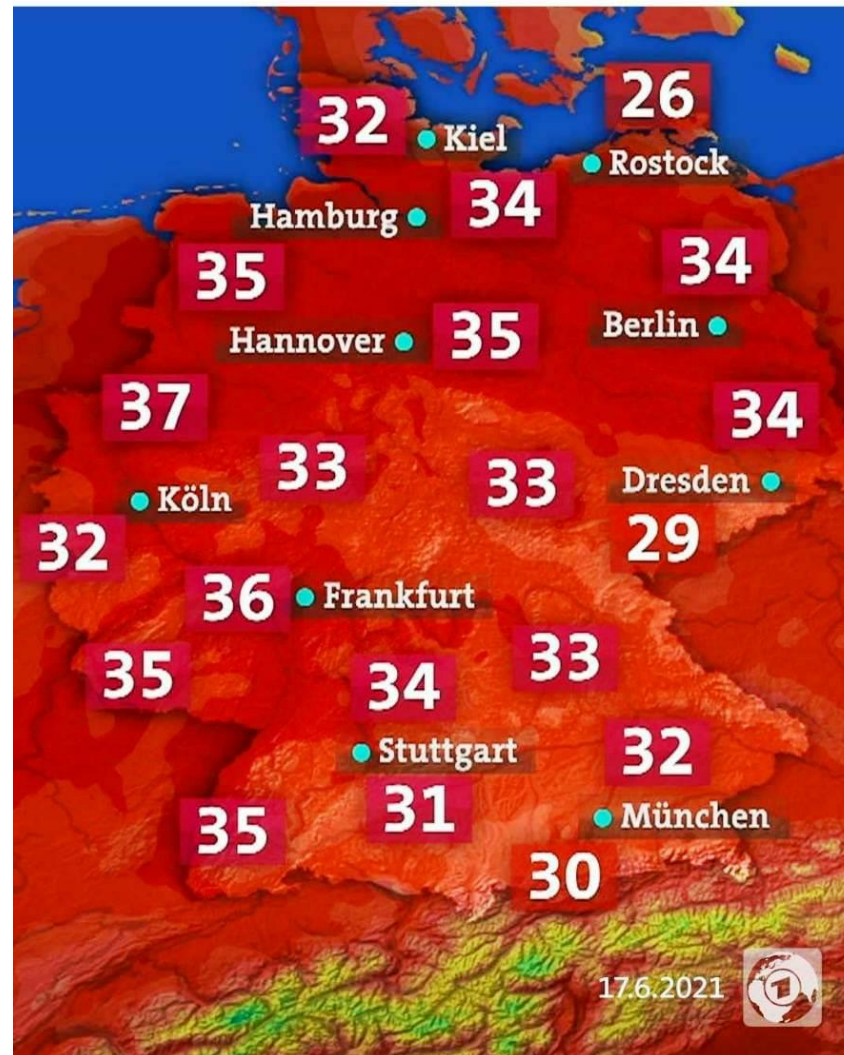 26
32
Kiel
Rostock
34
Hamburg
34
35
Berlin
Hannover
35
37
34
33
33
Dresden
Köln
32
29
36
Frankfurt
33
35
34
Stuttgart
32
31
35
München
30
17.6.2021
1